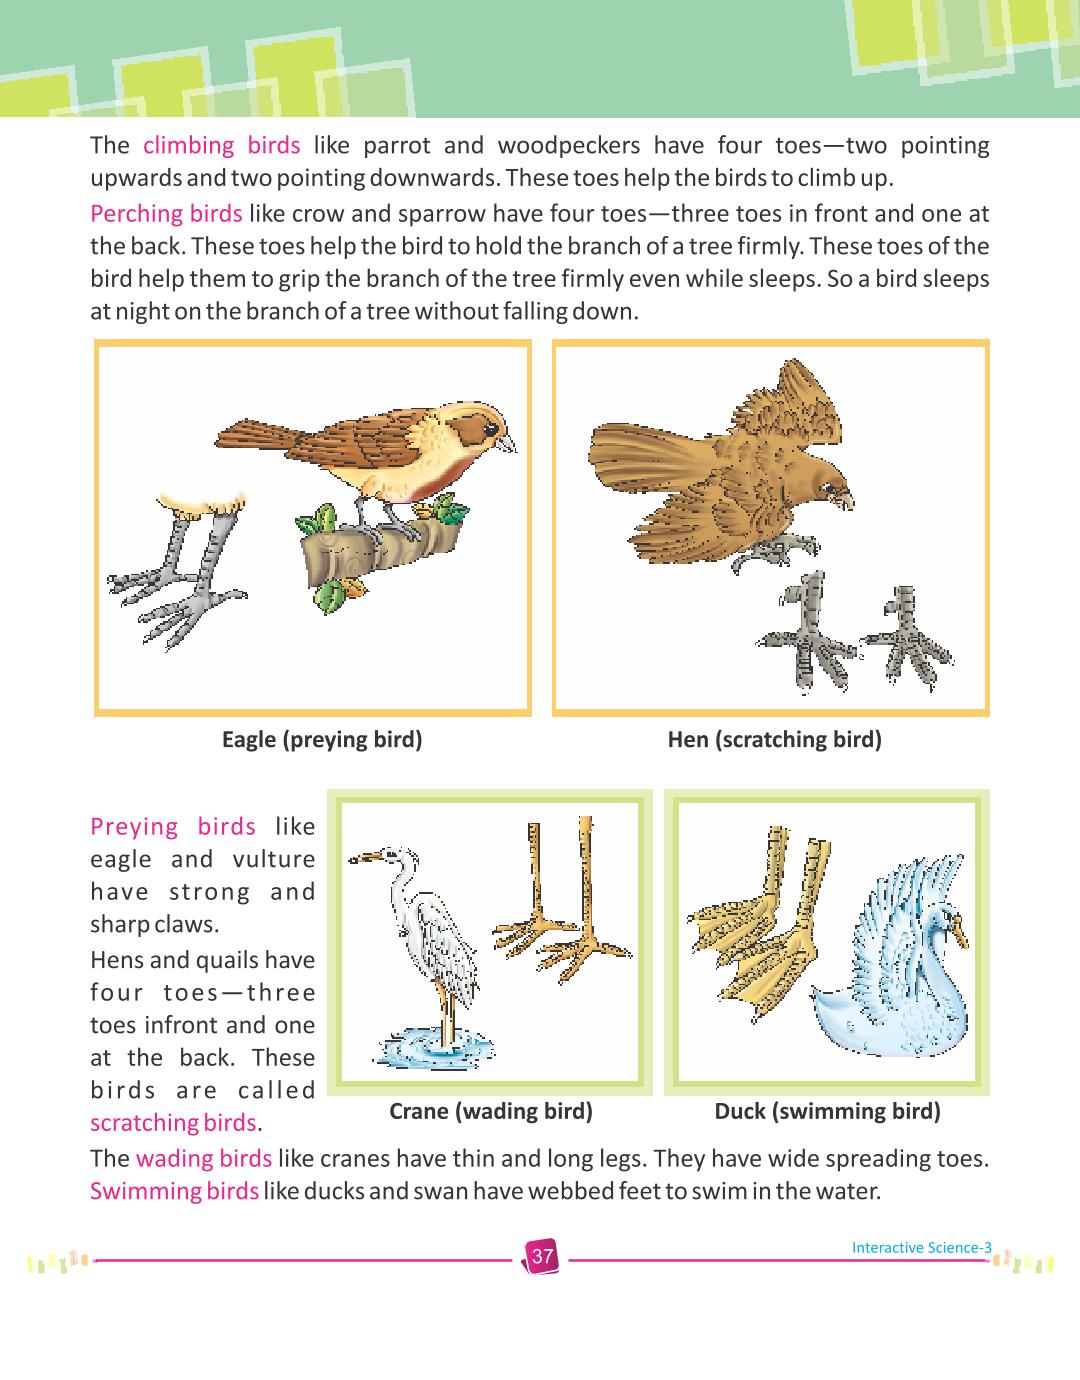 The climbing birds like parrot and woodpeckers have four toes—two pointing
upwards and two pointing downwards. These toes help the birds to climb up.
Perching birds like crow and sparrow have four toes—three toes in front and one at
the back. These toes help the bird to hold the branch of a tree firmly. These toes of the
bird help them to grip the branch of the tree firmly even while sleeps. So a bird sleeps
at night on the branch of a tree without falling down.
Eagle (preying bird)
Hen (scratching bird)
Preying birds like
eagle and vulture
have strong and
sharp claws.
Hens and quails have
four toes—three
toes infront and one
at the back. These
birds are called
scratching birds.
Crane (wading bird)
Duck (swimming bird)
The wading birds like cranes have thin and long legs. They have wide spreading toes.
Swimming birds like ducks and swan have webbed feet to swim in the water.
37
Interactive Science-3